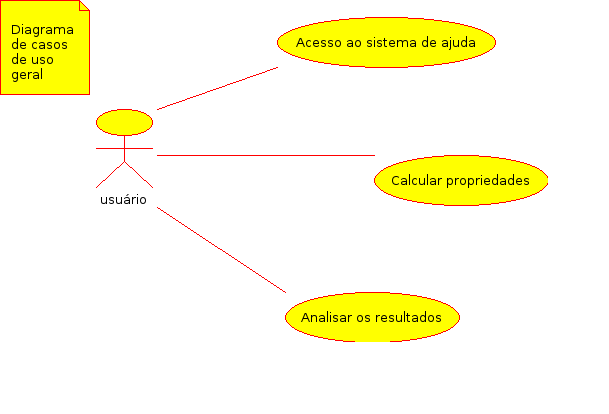 Diagrama
de casos
de uso
geral
Acesso ao sistema de ajuda
Calcular propriedades
usuário
Analisar os resultados